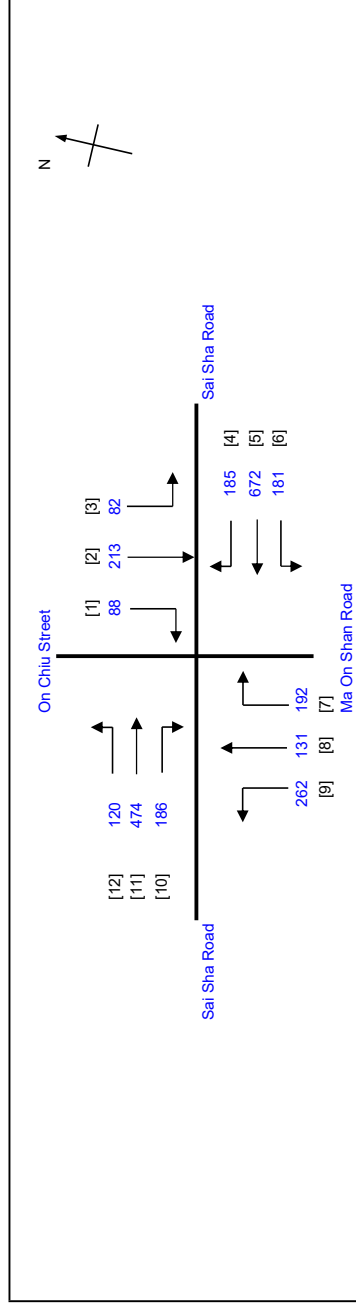 N
On Chiu Street
[1] [2] [3]
88 213 82
[12] 120
[11] 474
[10] 186
Sai Sha Road
Sai Sha Road
185 [4]
672 [5]
181 [6]
262 131 192
[9] [8] [7]
Ma On Shan Road